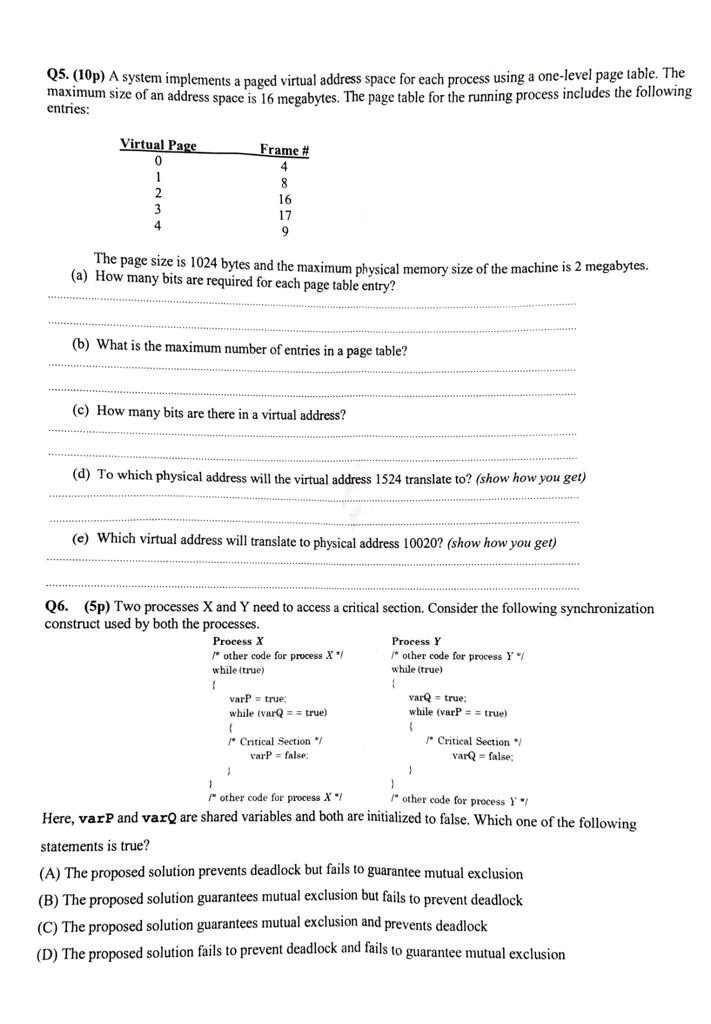 Q5. (10p) A system implements a paged virtual address space for each process using a one-level page table. The
maximum size of an address space is 16 megabytes. The page table for the running process includes the following
entries:
Virtual Page Frame #
0 4
1 8
2 16
3 17
4 9
The page size is 1024 bytes and the maximum physical memory size of the machine is 2 megabytes.
(a) How many bits are required for each page table entry?
(b) What is the maximum number of entries in a page table?
(c) How many bits are there in a virtual address?
(d) To which physical address will the virtual address 1524 translate to? (show how you get)
(e) Which virtual address will translate to physical address 10020? (show how you get)
Q6. (5p) Two processes X and Y need to access a critical section. Consider the following synchronization
construct used by both the processes.
Process X Process Y
/* other code for process X */ /* other code for process Y */
while (true) while (true)
{ {
varP = true; varQ = true;
while (varQ = = true) while (varP = = true)
{ {
/* Critical Section */ /* Critical Section */
varP = false; varQ = false;
} }
} }
/* other code for process X */ /* other code for process Y */
Here, varP and varQ are shared variables and both are initialized to false. Which one of the following
statements is true?
(A) The proposed solution prevents deadlock but fails to guarantee mutual exclusion
(B) The proposed solution guarantees mutual exclusion but fails to prevent deadlock
(C) The proposed solution guarantees mutual exclusion and prevents deadlock
(D) The proposed solution fails to prevent deadlock and fails to guarantee mutual exclusion